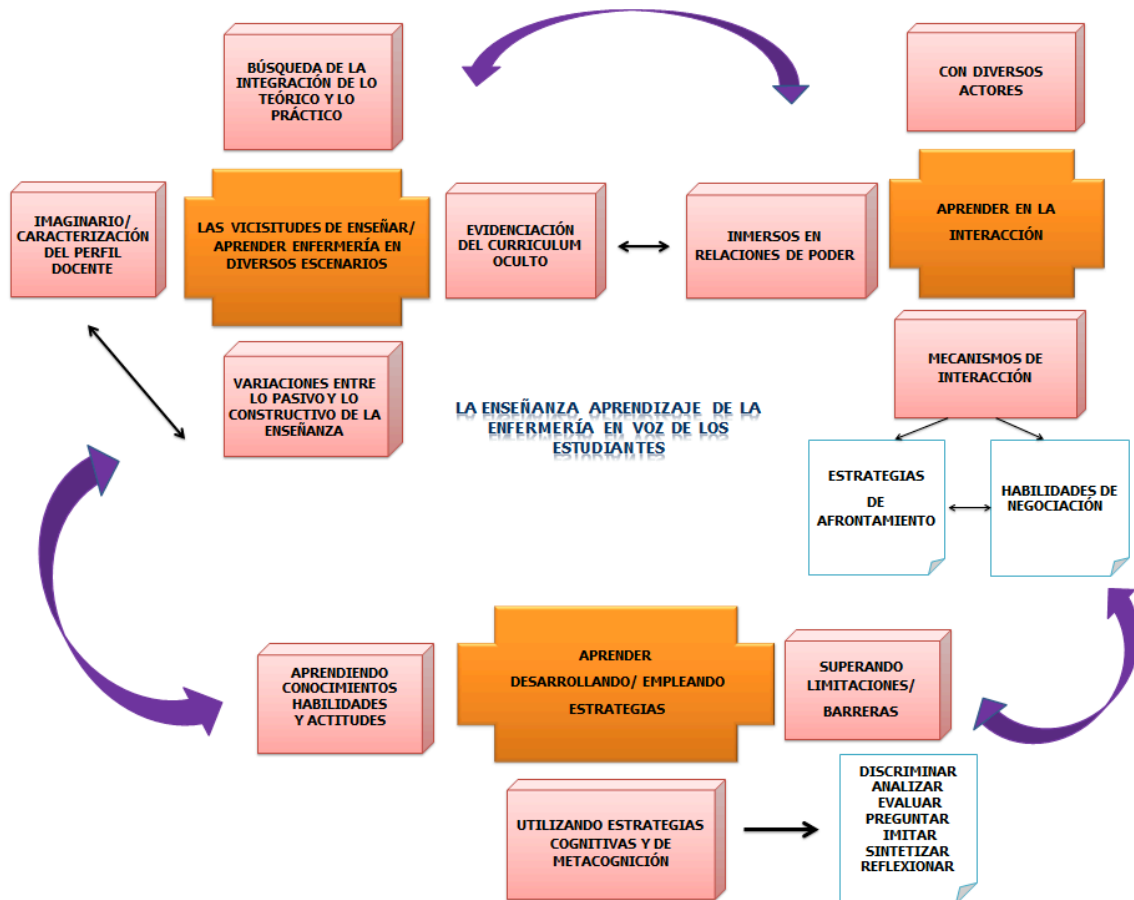 BÚSQUEDA DE LA
INTEGRACIÓN DE LO
TEÓRICO Y LO
PRÁCTICO
CON DIVERSOS
ACTORES
IMAGINARIO/
CARACTERIZACIÓN
DEL PERFIL
DOCENTE
LAS VICISITUDES DE ENSEÑAR/
APRENDER ENFERMERÍA EN
DIVERSOS ESCENARIOS
EVIDENCIACIÓN
DEL CURRICULUM
OCULTO
INMERSOS EN
RELACIONES DE PODER
APRENDER EN LA
INTERACCIÓN
VARIACIONES ENTRE
LO PASIVO Y LO
CONSTRUCTIVO DE LA
ENSEÑANZA
MECANISMOS DE
INTERACCIÓN
LA ENSEÑANZA APRENDIZAJE DE LA
ENFERMERÍA EN VOZ DE LOS
ESTUDIANTES
ESTRATEGIAS
DE
AFRONTAMIENTO
HABILIDADES DE
NEGOCIACIÓN
APRENDIENDO
CONOCIMIENTOS
HABILIDADES
Y ACTITUDES
APRENDER
DESARROLLANDO/ EMPLEANDO
ESTRATEGIAS
SUPERANDO
LIMITACIONES/
BARRERAS
UTILIZANDO ESTRATEGIAS
COGNITIVAS Y DE
METACOGNICIÓN
DISCRIMINAR
ANALIZAR
EVALUAR
PREGUNTAR
IMITAR
SINTETIZAR
REFLEXIONAR